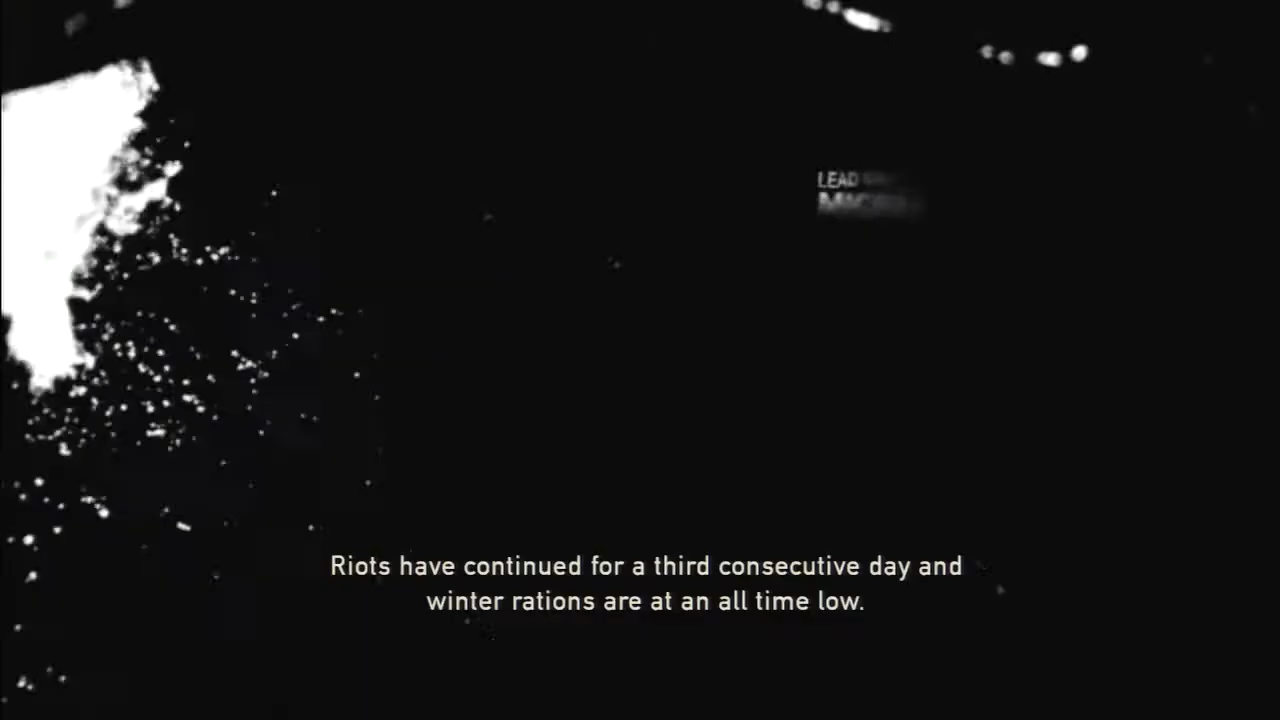 LEAD
Riots have continued for a third consecutive day and
winter rations are at an all time low.